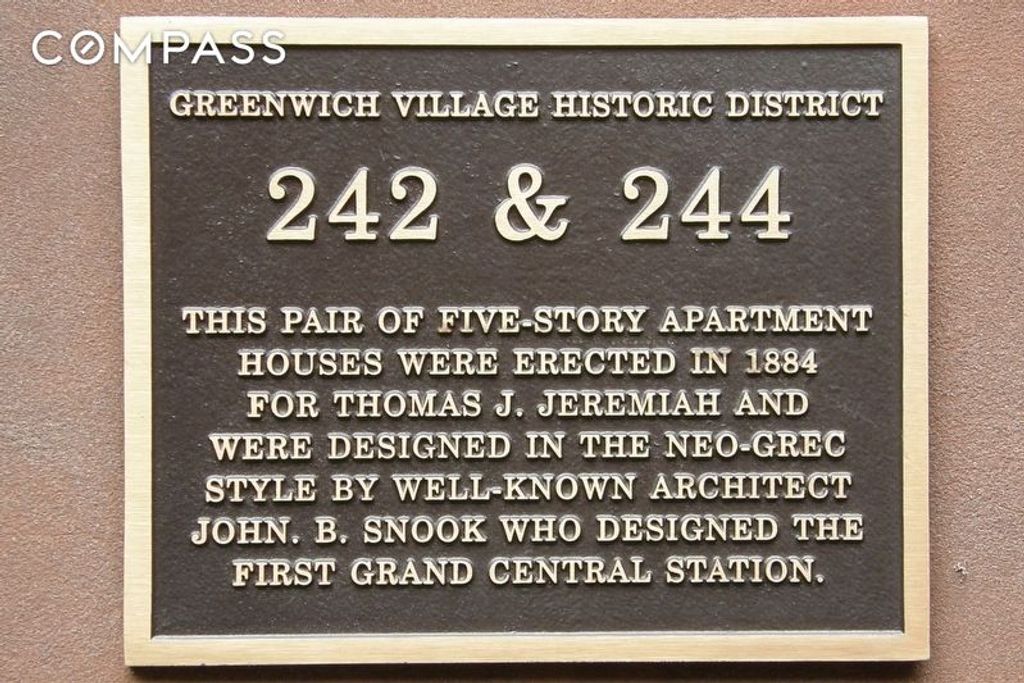 COMPASS
GREENWICH VILLAGE HISTORIC DISTRICT
242 & 244
THIS PAIR OF FIVE-STORY APARTMENT
HOUSES WERE ERECTED IN 1884
FOR THOMAS J. JEREMIAH AND
WERE DESIGNED IN THE NEO-GREC
STYLE BY WELL-KNOWN ARCHITECT
JOHN. B. SNOOK WHO DESIGNED THE
FIRST GRAND CENTRAL STATION.